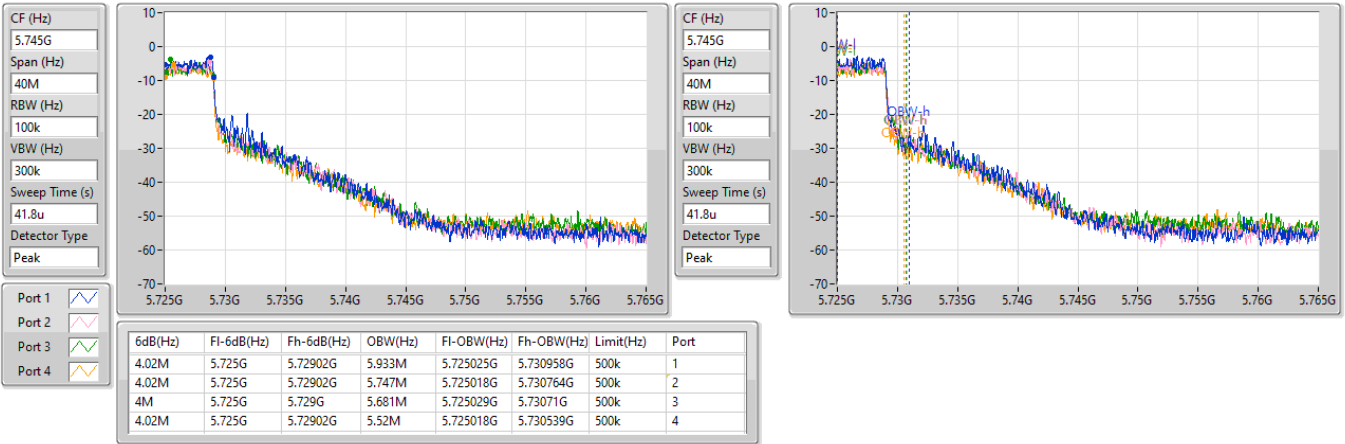 CF (Hz)
5.745G
Span (Hz)
40M
RBW (Hz)
100k
VBW (Hz)
300k
Sweep Time (s)
41.8u
Detector Type
Peak
10
0
-10
-20
-30
-40
-50
-60
-70
5.725G 5.73G 5.735G 5.74G 5.745G 5.75G 5.755G 5.76G 5.765G
CF (Hz)
5.745G
Span (Hz)
40M
RBW (Hz)
100k
VBW (Hz)
300k
Sweep Time (s)
41.8u
Detector Type
Peak
10
0
-10
-20
-30
-40
-50
-60
-70
OBW-h
5.725G 5.73G 5.735G 5.74G 5.745G 5.75G 5.755G 5.76G 5.765G
Port 1
Port 2
Port 3
Port 4
6dB(Hz) Fl-6dB(Hz) Fh-6dB(Hz) OBW(Hz) Fl-OBW(Hz) Fh-OBW(Hz) Limit(Hz) Port
4.02M 5.725G 5.72902G 5.933M 5.725025G 5.730958G 500k 1
4.02M 5.725G 5.72902G 5.747M 5.725018G 5.730764G 500k 2
4M 5.725G 5.729G 5.681M 5.725029G 5.73071G 500k 3
4.02M 5.725G 5.72902G 5.52M 5.725018G 5.730539G 500k 4